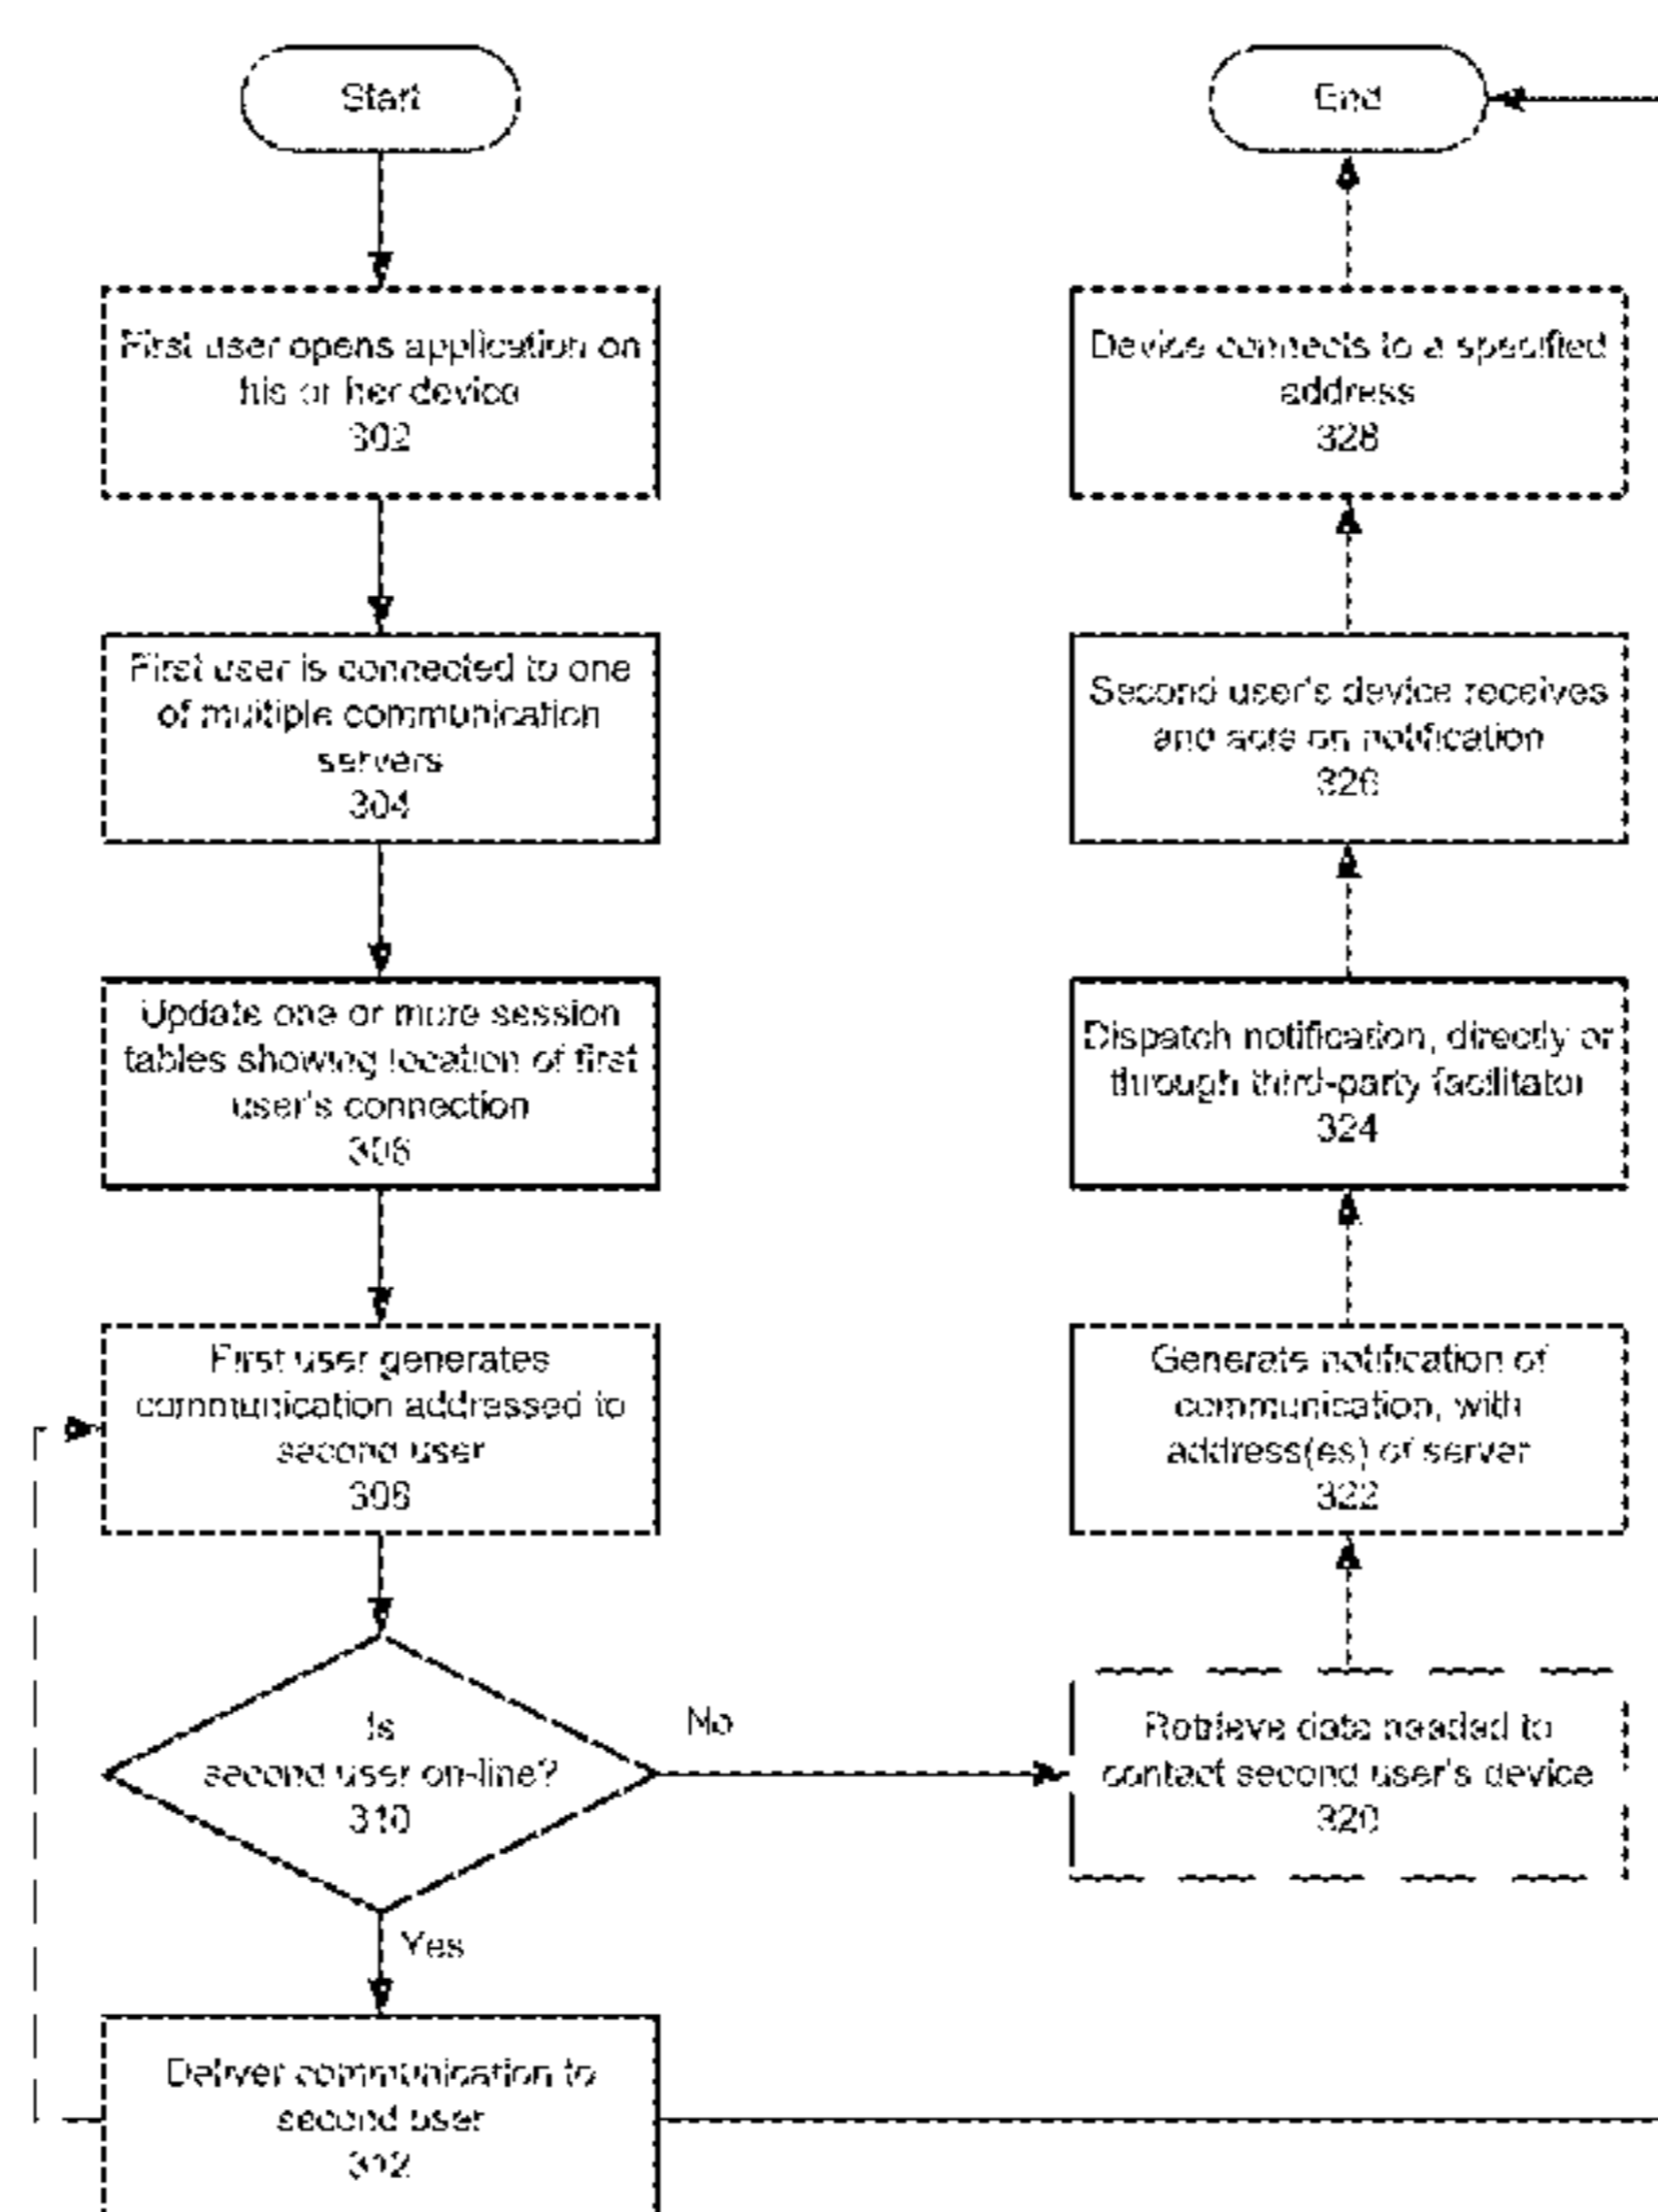 Start
First user opens application on
his or her device
302
First user is connected to one
of multiple communication
servers
304
Update one or more session
tables showing location of first
user's connection
306
First user generates
communication addressed to
second user
308
Is
second user on-line?
310
No
Yes
Deliver communication to
second user
312
End
Device connects to a specified
address
328
Second user's device receives
and acts on notification
326
Dispatch notification, directly or
through third-party facilitator
324
Generate notification of
communication, with
address(es) of server
322
Retrieve data needed to
contact second user's device
320